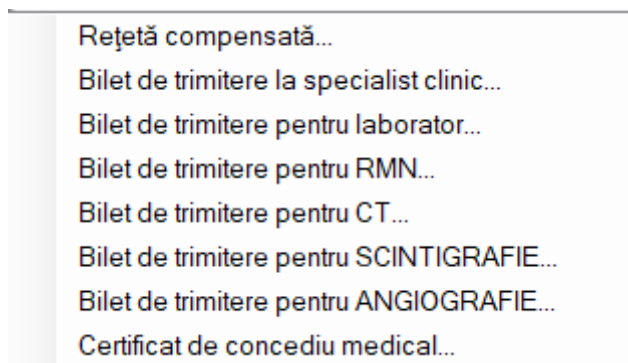 Reţetă compensată...
Bilet de trimitere la specialist clinic...
Bilet de trimitere pentru laborator...
Bilet de trimitere pentru RMN...
Bilet de trimitere pentru CT...
Bilet de trimitere pentru SCINTIGRAFIE...
Bilet de trimitere pentru ANGIOGRAFIE...
Certificat de concediu medical...